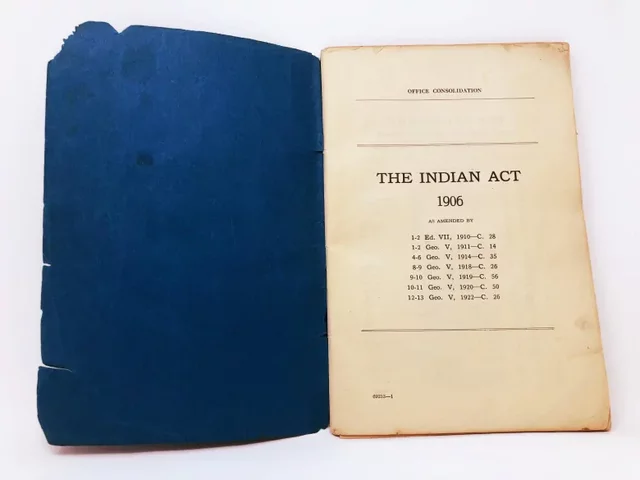 OFFICE CONSOLIDATION
THE INDIAN ACT
1906
AS AMENDED BY
1-2 Ed. VII, 1910—C. 28
1-2 Geo. V, 1911—C. 14
4-6 Geo. V, 1914—C. 35
8-9 Geo. V, 1918—C. 26
9-10 Geo. V, 1919—C. 56
10-11 Geo. V, 1920—C. 50
12-13 Geo. V, 1922—C. 26